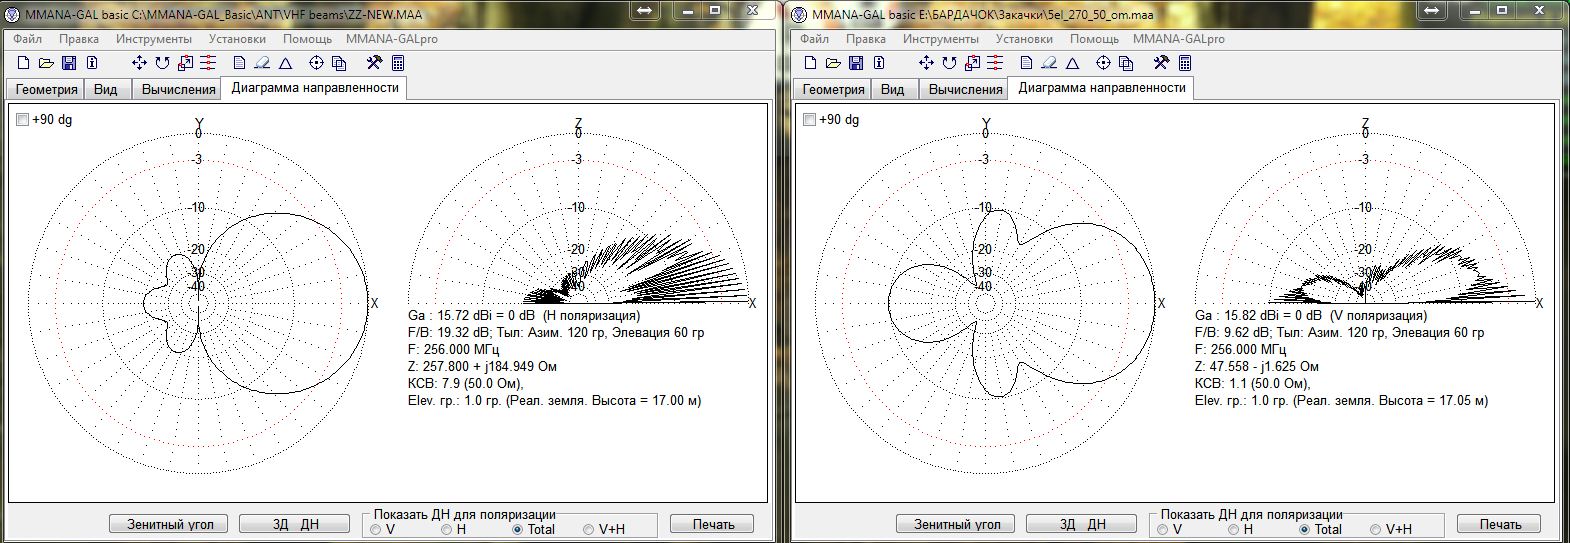 MMANA-GAL basic C:\MMANA-GAL_Basic\ANT\VHF beams\ZZ-NEW.MAA
Файл Правка Инструменты Установки Помощь MMANA-GALpro
Геометрия Вид Вычисления Диаграмма направленности
+90 dg
Y
0
-3
-10
-20
-30
-40
X
Z
0
-3
-10
-20
-30
-40
X
Ga : 15.72 dBi = 0 dB (H поляризация)
F/B: 19.32 dB; Тыл: Азим. 120 гр, Элевация 60 гр
F: 256.000 МГц
Z: 257.800 + j184.949 Ом
КСВ: 7.9 (50.0 Ом),
Elev. гр.: 1.0 гр. (Реал. земля. Высота = 17.00 м)
Зенитный угол
3Д ДН
Показать ДН для поляризации
V H Total V+H
Печать
MMANA-GAL basic E:\БАРДАЧОК\Закачки\5el_270_50_om.maa
Файл Правка Инструменты Установки Помощь MMANA-GALpro
Геометрия Вид Вычисления Диаграмма направленности
+90 dg
Y
0
-3
-10
-20
-30
-40
X
Z
0
-3
-10
-20
-30
-40
X
Ga : 15.82 dBi = 0 dB (V поляризация)
F/B: 9.62 dB; Тыл: Азим. 120 гр, Элевация 60 гр
F: 256.000 МГц
Z: 47.558 - j1.625 Ом
КСВ: 1.1 (50.0 Ом),
Elev. гр.: 1.0 гр. (Реал. земля. Высота = 17.05 м)
Зенитный угол
3Д ДН
Показать ДН для поляризации
V H Total V+H
Печать